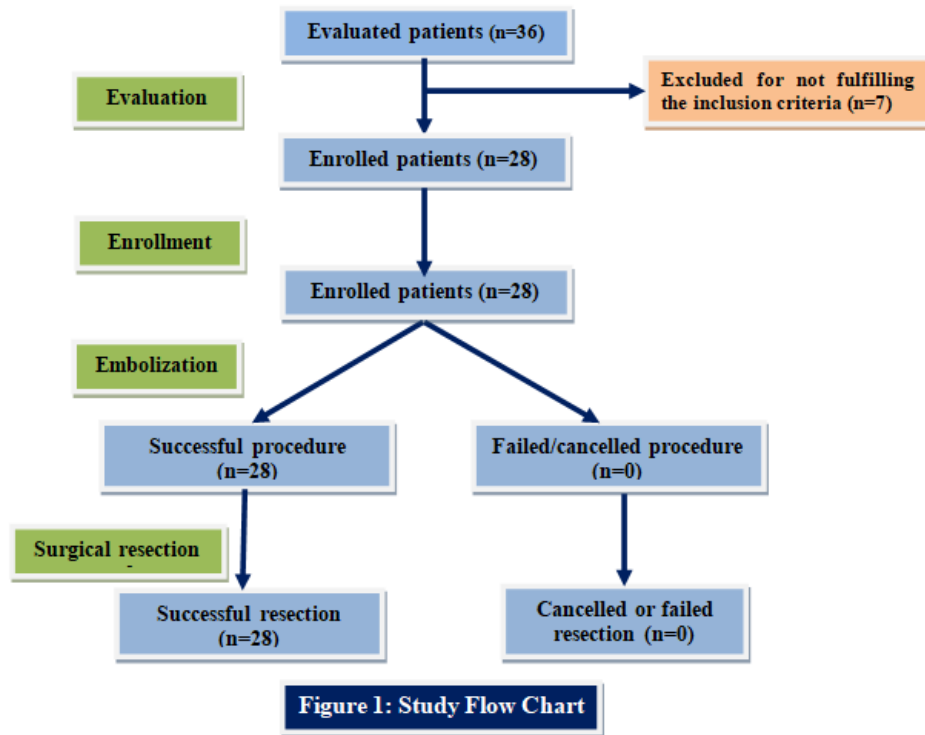 Evaluated patients (n=36)
Evaluation
Excluded for not fulfilling
the inclusion criteria (n=7)
Enrolled patients (n=28)
Enrollment
Enrolled patients (n=28)
Embolization
Successful procedure
(n=28)
Failed/cancelled procedure
(n=0)
Surgical resection
Successful resection
(n=28)
Cancelled or failed
resection (n=0)
Figure 1: Study Flow Chart